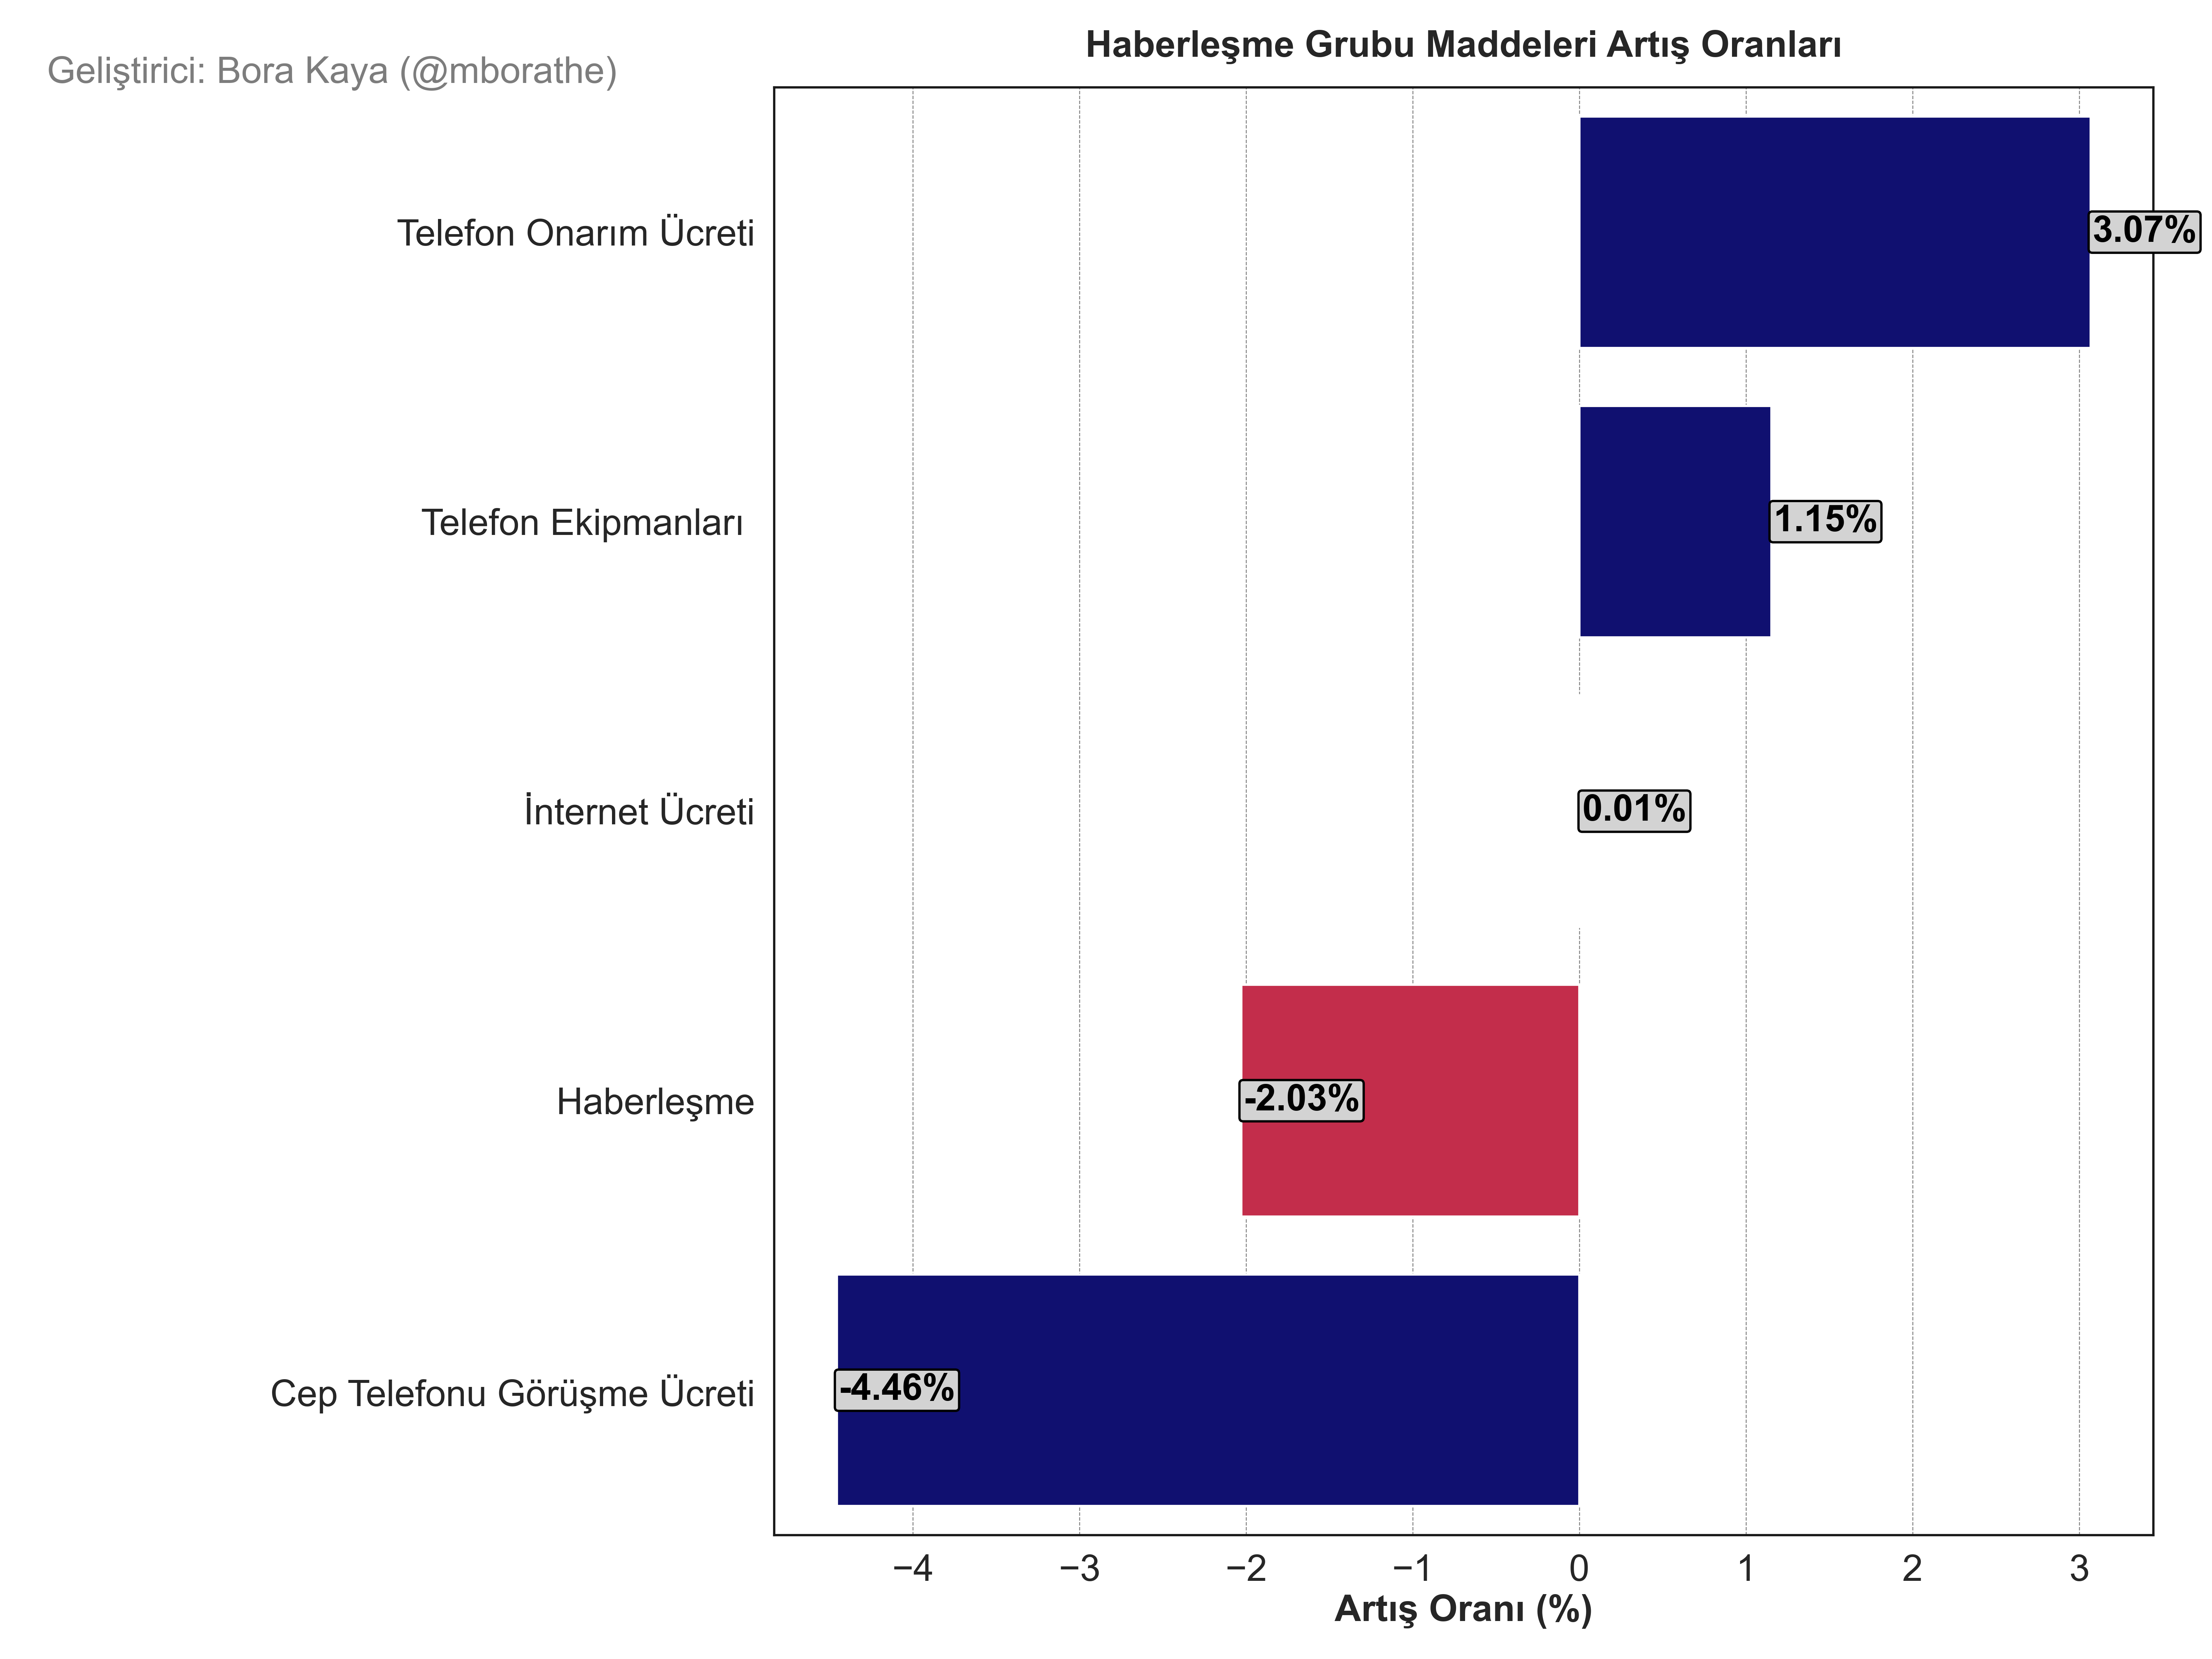 Haberleşme Grubu Maddeleri Artış Oranları
Geliştirici: Bora Kaya (@mborathe)
Telefon Onarım Ücreti
3.07%
Telefon Ekipmanları
1.15%
İnternet Ücreti
0.01%
Haberleşme
-2.03%
Cep Telefonu Görüşme Ücreti
-4.46%
−4 −3 −2 −1 0 1 2 3
Artış Oranı (%)